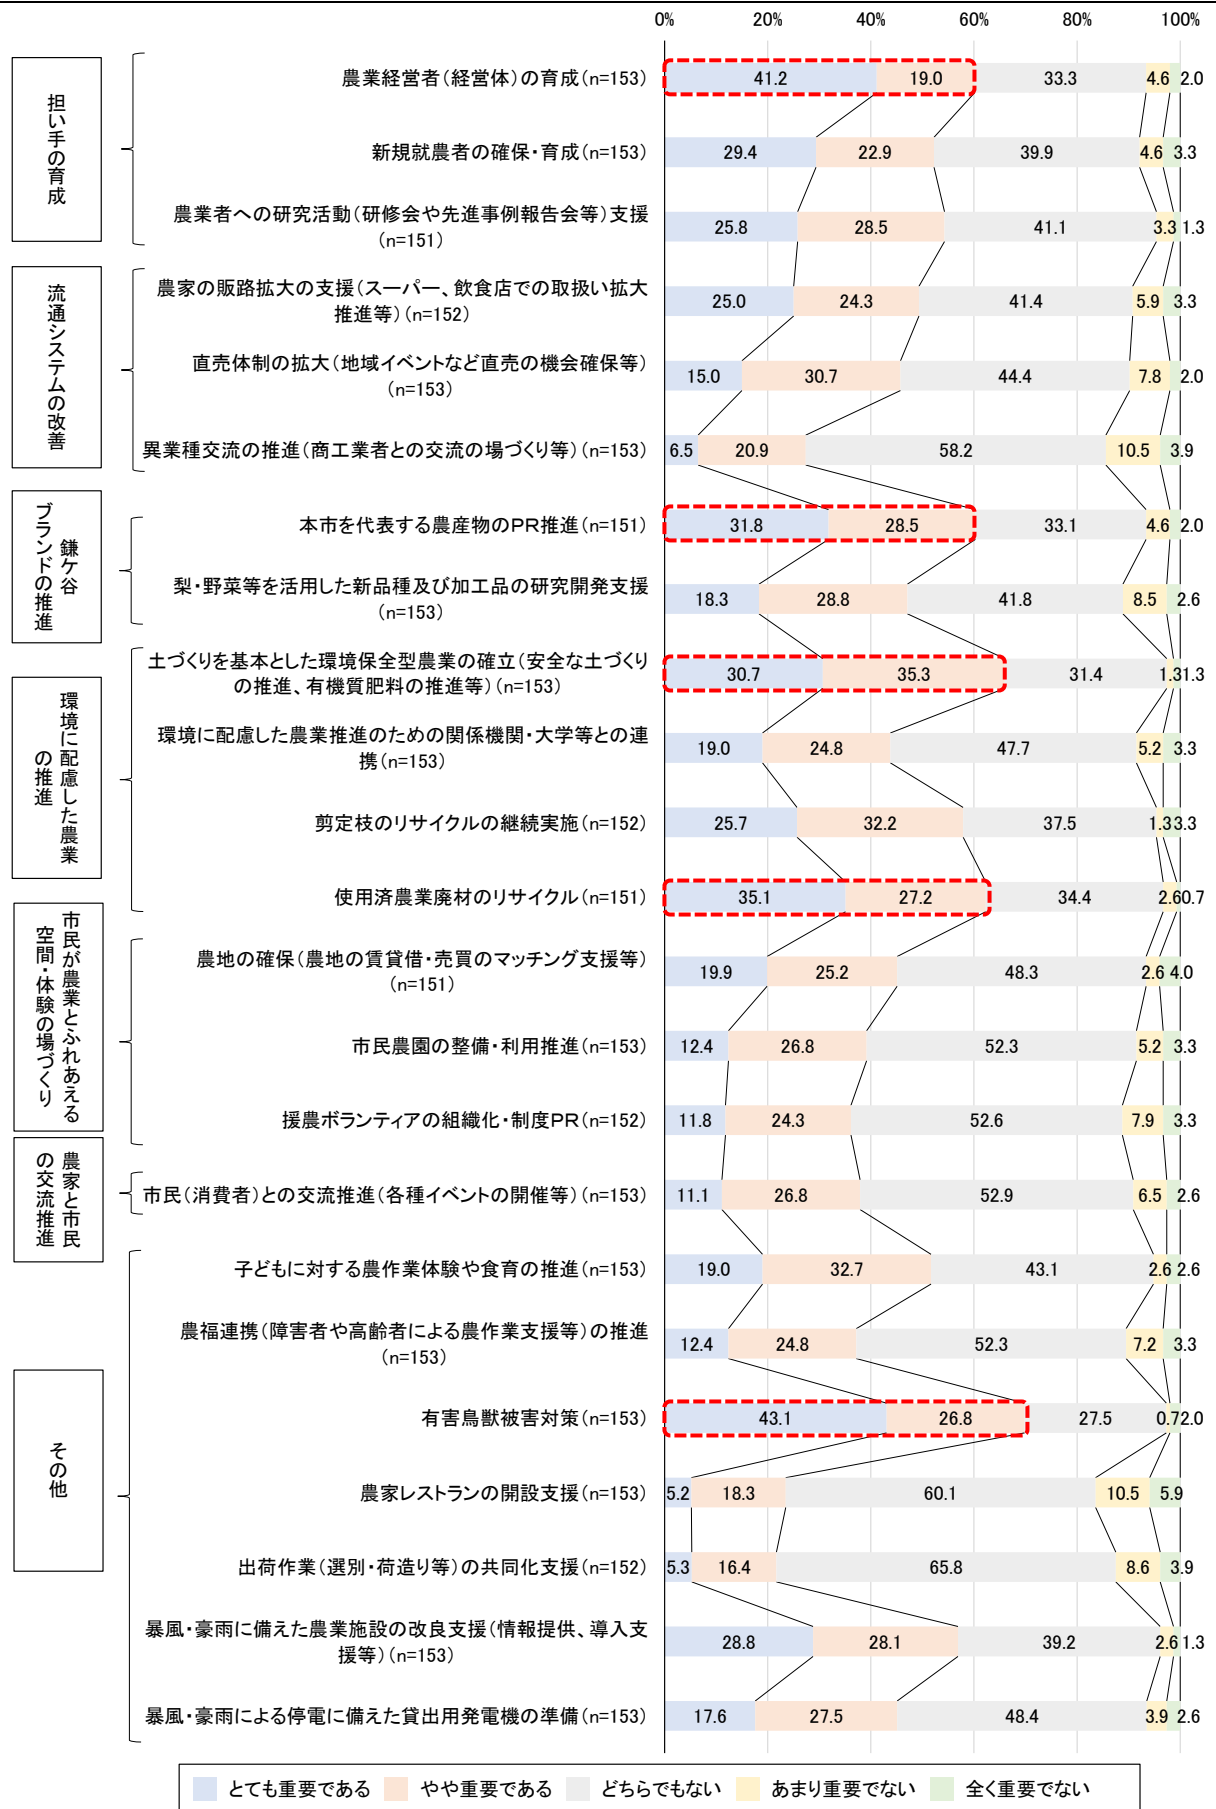 0% 20% 40% 60% 80% 100%
担い手の育成
農業経営者(経営体)の育成(n=153) 41.2 19.0 33.3 4.6 2.0
新規就農者の確保・育成(n=153) 29.4 22.9 39.9 4.6 3.3
農業者への研究活動(研修会や先進事例報告会等)支援
(n=151) 25.8 28.5 41.1 3.3 1.3
流通システムの改善
農家の販路拡大の支援(スーパー、飲食店での取扱い拡大
推進等)(n=152) 25.0 24.3 41.4 5.9 3.3
直売体制の拡大(地域イベントなど直売の機会確保等)
(n=153) 15.0 30.7 44.4 7.8 2.0
異業種交流の推進(商工業者との交流の場づくり等)(n=153) 6.5 20.9 58.2 10.5 3.9
鎌ケ谷
ブランドの推進
本市を代表する農産物のPR推進(n=151) 31.8 28.5 33.1 4.6 2.0
梨・野菜等を活用した新品種及び加工品の研究開発支援
(n=153) 18.3 28.8 41.8 8.5 2.6
環境に配慮した農業
の推進
土づくりを基本とした環境保全型農業の確立(安全な土づくり
の推進、有機質肥料の推進等)(n=153) 30.7 35.3 31.4 1.3 1.3
環境に配慮した農業推進のための関係機関・大学等との連
携(n=153) 19.0 24.8 47.7 5.2 3.3
剪定枝のリサイクルの継続実施(n=152) 25.7 32.2 37.5 1.3 3.3
使用済農業廃材のリサイクル(n=151) 35.1 27.2 34.4 2.6 0.7
市民が農業とふれあえる
空間・体験の場づくり
農地の確保(農地の賃貸借・売買のマッチング支援等)
(n=151) 19.9 25.2 48.3 2.6 4.0
市民農園の整備・利用推進(n=153) 12.4 26.8 52.3 5.2 3.3
援農ボランティアの組織化・制度PR(n=152) 11.8 24.3 52.6 7.9 3.3
農家と市民
の交流推進
市民(消費者)との交流推進(各種イベントの開催等)(n=153) 11.1 26.8 52.9 6.5 2.6
その他
子どもに対する農作業体験や食育の推進(n=153) 19.0 32.7 43.1 2.6 2.6
農福連携(障害者や高齢者による農作業支援等)の推進
(n=153) 12.4 24.8 52.3 7.2 3.3
有害鳥獣被害対策(n=153) 43.1 26.8 27.5 0.7 2.0
農家レストランの開設支援(n=153) 5.2 18.3 60.1 10.5 5.9
出荷作業(選別・荷造り等)の共同化支援(n=152) 5.3 16.4 65.8 8.6 3.9
暴風・豪雨に備えた農業施設の改良支援(情報提供、導入支
援等)(n=153) 28.8 28.1 39.2 2.6 1.3
暴風・豪雨による停電に備えた貸出用発電機の準備(n=153) 17.6 27.5 48.4 3.9 2.6
とても重要である やや重要である どちらでもない あまり重要でない 全く重要でない